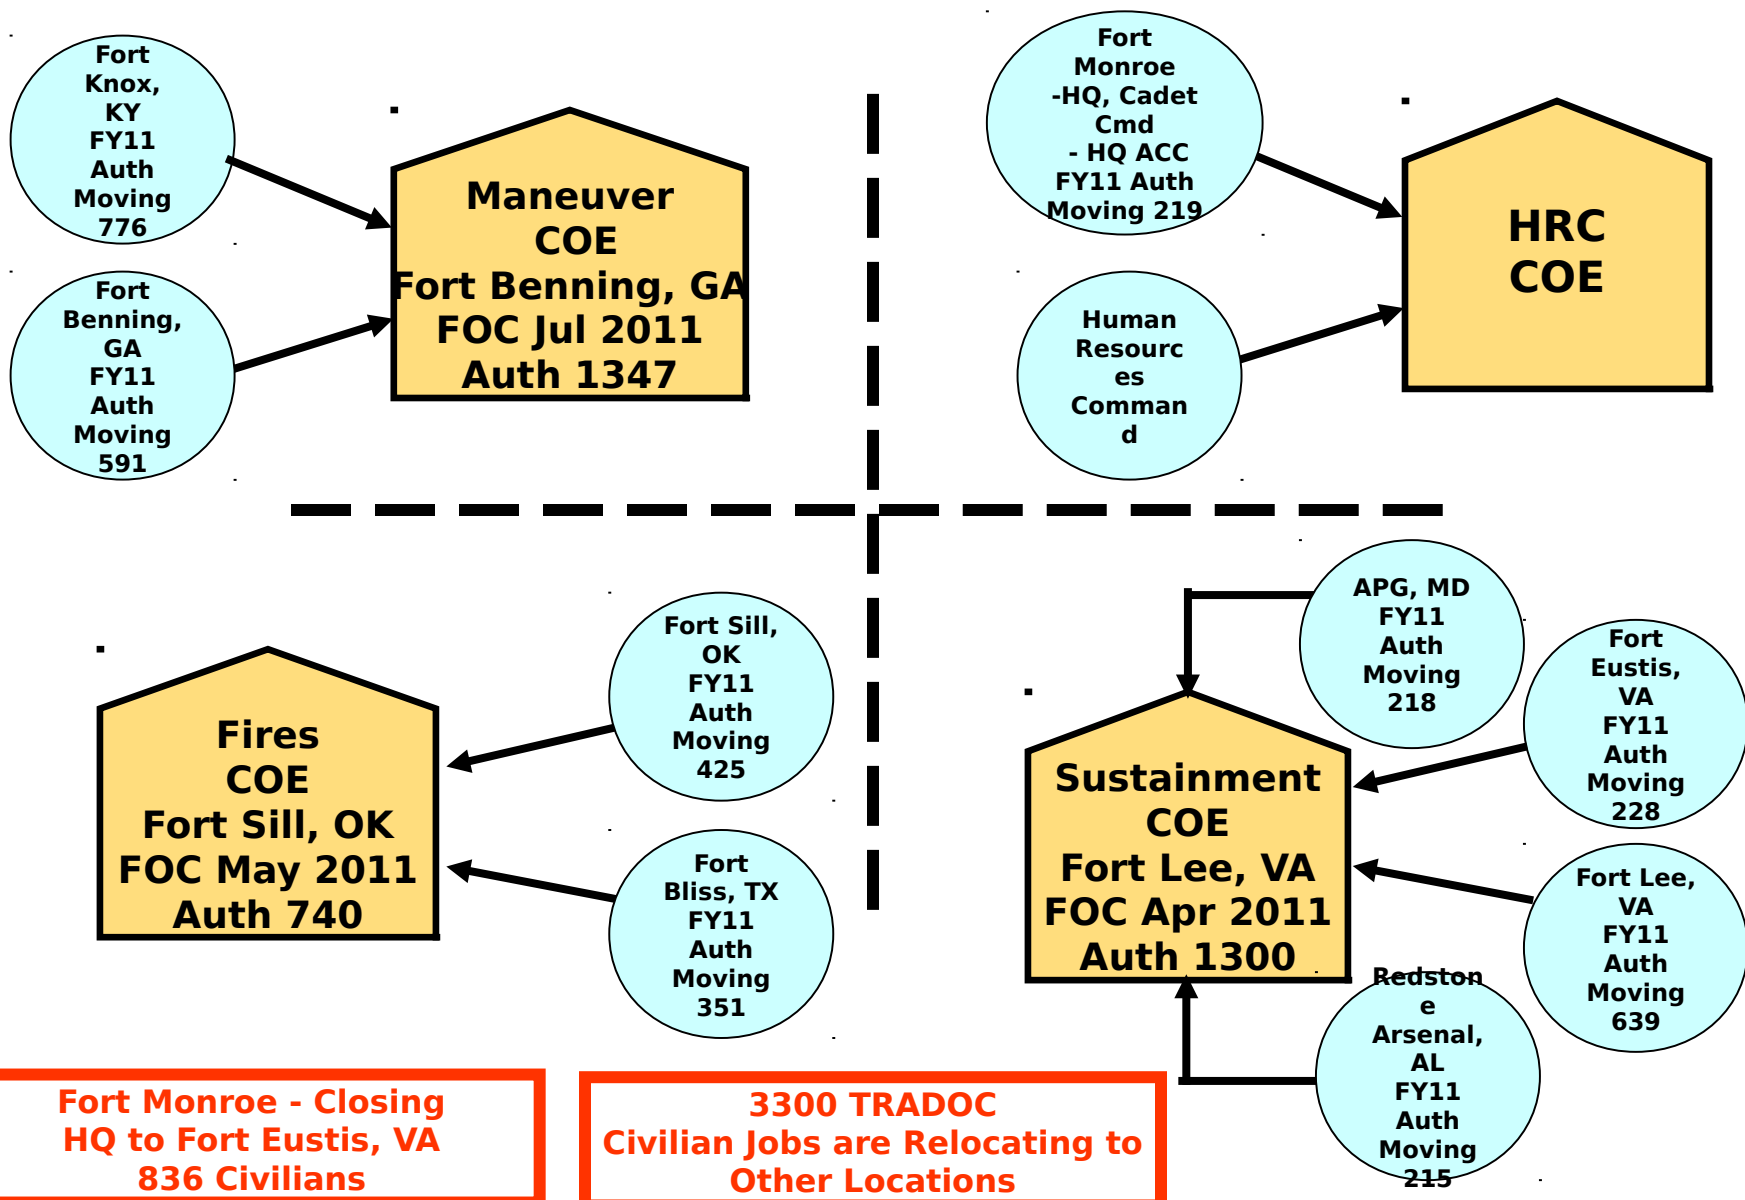 Fort
Knox,
KY
FY11
Auth
Moving
776
Fort
Benning,
GA
FY11
Auth
Moving
591
Maneuver
COE
Fort Benning, GA
FOC Jul 2011
Auth 1347
Fort
Monroe
-HQ, Cadet
Cmd
- HQ ACC
FY11 Auth
Moving 219
Human
Resourc
es
Comman
d
HRC
COE
Fires
COE
Fort Sill, OK
FOC May 2011
Auth 740
Fort Sill,
OK
FY11
Auth
Moving
425
Fort
Bliss, TX
FY11
Auth
Moving
351
APG, MD
FY11
Auth
Moving
218
Fort
Eustis,
VA
FY11
Auth
Moving
228
Sustainment
COE
Fort Lee, VA
FOC Apr 2011
Auth 1300
Fort Lee,
VA
FY11
Auth
Moving
639
Redston
e
Arsenal,
AL
FY11
Auth
Moving
215
Fort Monroe - Closing
HQ to Fort Eustis, VA
836 Civilians
3300 TRADOC
Civilian Jobs are Relocating to
Other Locations